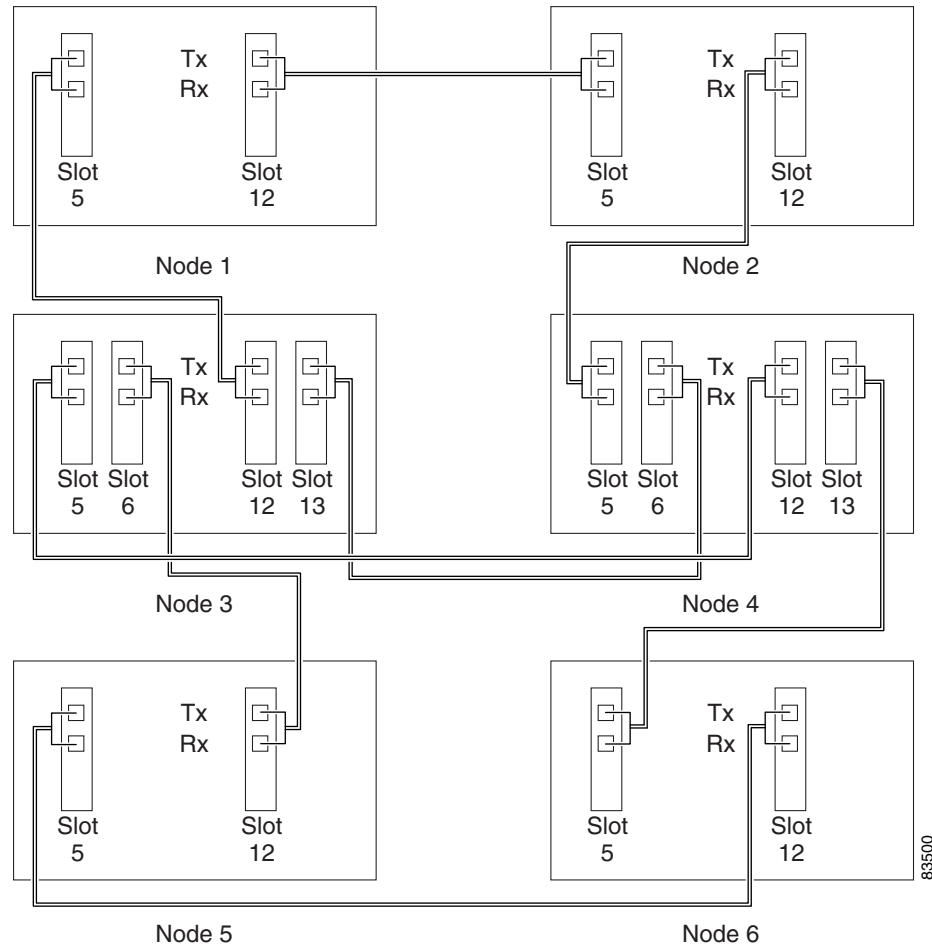 Tx
Rx
Tx
Rx
Slot
5
Slot
12
Slot
5
Slot
12
Node 1
Node 2
Tx
Rx
Tx
Rx
Slot
5
Slot
6
Slot
12
Slot
13
Slot
5
Slot
6
Slot
12
Slot
13
Node 3
Node 4
Tx
Rx
Tx
Rx
Slot
5
Slot
12
Slot
5
Slot
12
83500
Node 5
Node 6